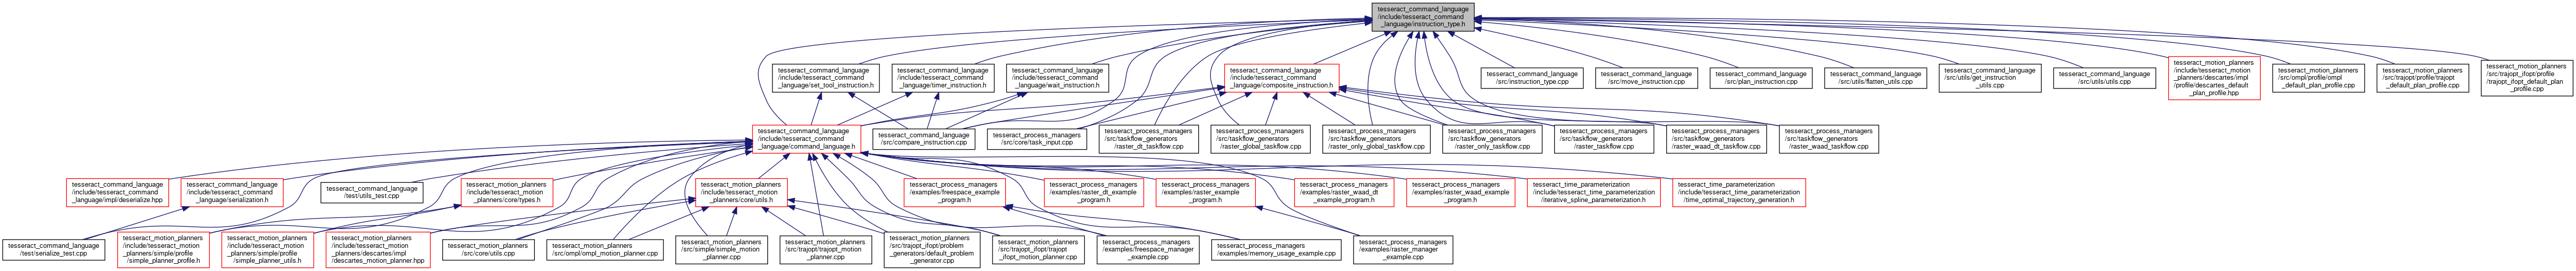 tesseract_command_language
/include/tesseract_command
_language/instruction_type.h
tesseract_command_language
/include/tesseract_command
_language/set_tool_instruction.h
tesseract_command_language
/include/tesseract_command
_language/timer_instruction.h
tesseract_command_language
/include/tesseract_command
_language/wait_instruction.h
tesseract_command_language
/include/tesseract_command
_language/composite_instruction.h
tesseract_command_language
/src/instruction_type.cpp
tesseract_command_language
/src/move_instruction.cpp
tesseract_command_language
/src/plan_instruction.cpp
tesseract_command_language
/src/utils/flatten_utils.cpp
tesseract_command_language
/src/utils/get_instruction
_utils.cpp
tesseract_command_language
/src/utils/utils.cpp
tesseract_motion_planners
/include/tesseract_motion
_planners/descartes/impl
/profile/descartes_default
_plan_profile.hpp
tesseract_motion_planners
/src/ompl/profile/ompl
_default_plan_profile.cpp
tesseract_motion_planners
/src/trajopt/profile/trajopt
_default_plan_profile.cpp
tesseract_motion_planners
/src/trajopt_ifopt/profile
/trajopt_ifopt_default_plan
_profile.cpp
tesseract_command_language
/include/tesseract_command
_language/command_language.h
tesseract_command_language
/src/compare_instruction.cpp
tesseract_process_managers
/src/core/task_input.cpp
tesseract_process_managers
/src/taskflow_generators
/raster_dt_taskflow.cpp
tesseract_process_managers
/src/taskflow_generators
/raster_global_taskflow.cpp
tesseract_process_managers
/src/taskflow_generators
/raster_only_global_taskflow.cpp
tesseract_process_managers
/src/taskflow_generators
/raster_only_taskflow.cpp
tesseract_process_managers
/src/taskflow_generators
/raster_taskflow.cpp
tesseract_process_managers
/src/taskflow_generators
/raster_waad_dt_taskflow.cpp
tesseract_process_managers
/src/taskflow_generators
/raster_waad_taskflow.cpp
tesseract_command_language
/include/tesseract_command
_language/impl/deserialize.hpp
tesseract_command_language
/include/tesseract_command
_language/serialization.h
tesseract_command_language
/test/utils_test.cpp
tesseract_motion_planners
/include/tesseract_motion
_planners/core/types.h
tesseract_motion_planners
/include/tesseract_motion
_planners/core/utils.h
tesseract_process_managers
/examples/freespace_example
_program.h
tesseract_process_managers
/examples/raster_dt_example
_program.h
tesseract_process_managers
/examples/raster_example
_program.h
tesseract_process_managers
/examples/raster_waad_dt
_example_program.h
tesseract_process_managers
/examples/raster_waad_example
_program.h
tesseract_time_parameterization
/include/tesseract_time_parameterization
/iterative_spline_parameterization.h
tesseract_time_parameterization
/include/tesseract_time_parameterization
/time_optimal_trajectory_generation.h
tesseract_command_language
/test/serialize_test.cpp
tesseract_motion_planners
/include/tesseract_motion
_planners/simple/profile
/simple_planner_profile.h
tesseract_motion_planners
/include/tesseract_motion
_planners/simple/profile
/simple_planner_utils.h
tesseract_motion_planners
/include/tesseract_motion
_planners/descartes/impl
/descartes_motion_planner.hpp
tesseract_motion_planners
/src/core/utils.cpp
tesseract_motion_planners
/src/ompl/ompl_motion_planner.cpp
tesseract_motion_planners
/src/simple/simple_motion
_planner.cpp
tesseract_motion_planners
/src/trajopt/trajopt_motion
_planner.cpp
tesseract_motion_planners
/src/trajopt_ifopt/problem
_generators/default_problem
_generator.cpp
tesseract_motion_planners
/src/trajopt_ifopt/trajopt
_ifopt_motion_planner.cpp
tesseract_process_managers
/examples/freespace_manager
_example.cpp
tesseract_process_managers
/examples/memory_usage_example.cpp
tesseract_process_managers
/examples/raster_manager
_example.cpp